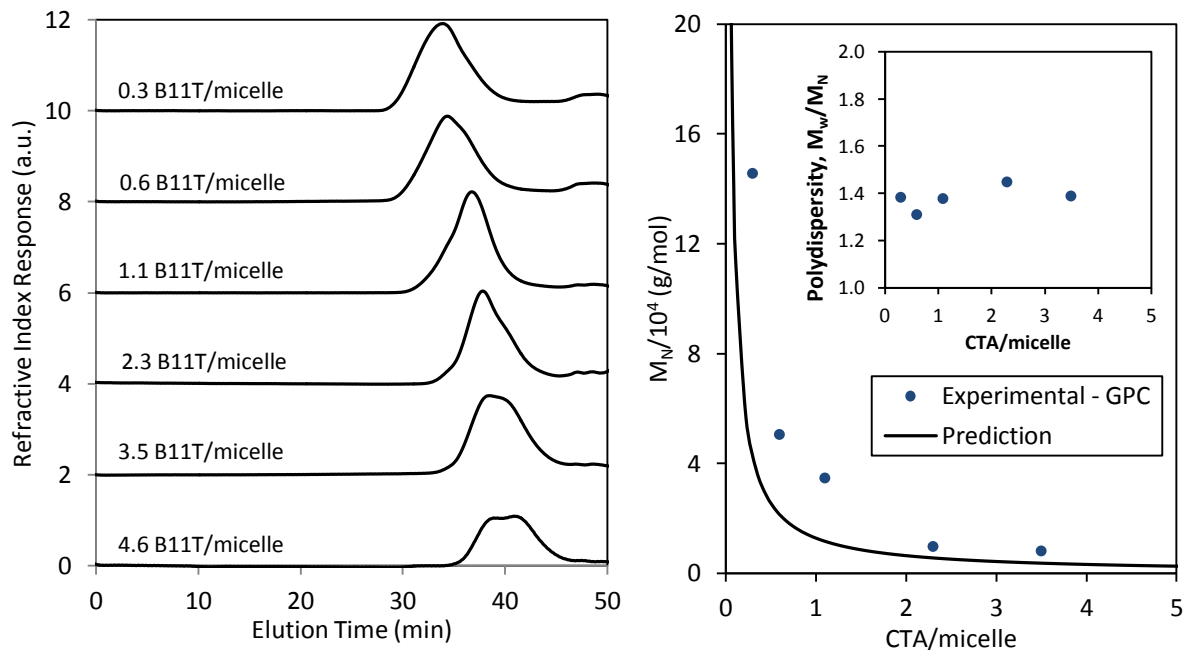 12
10
8
6
4
2
0
Refractive Index Response (a.u.)
0.3 B11T/micelle
0.6 B11T/micelle
1.1 B11T/micelle
2.3 B11T/micelle
3.5 B11T/micelle
4.6 B11T/micelle
0 10 20 30 40 50
Elution Time (min)
20
16
12
8
4
0
M_N/10⁴ (g/mol)
2.0
1.8
1.6
1.4
1.2
1.0
Polydispersity, M_w/M_N
0 1 2 3 4 5
CTA/micelle
Experimental - GPC
Prediction
0 1 2 3 4 5
CTA/micelle